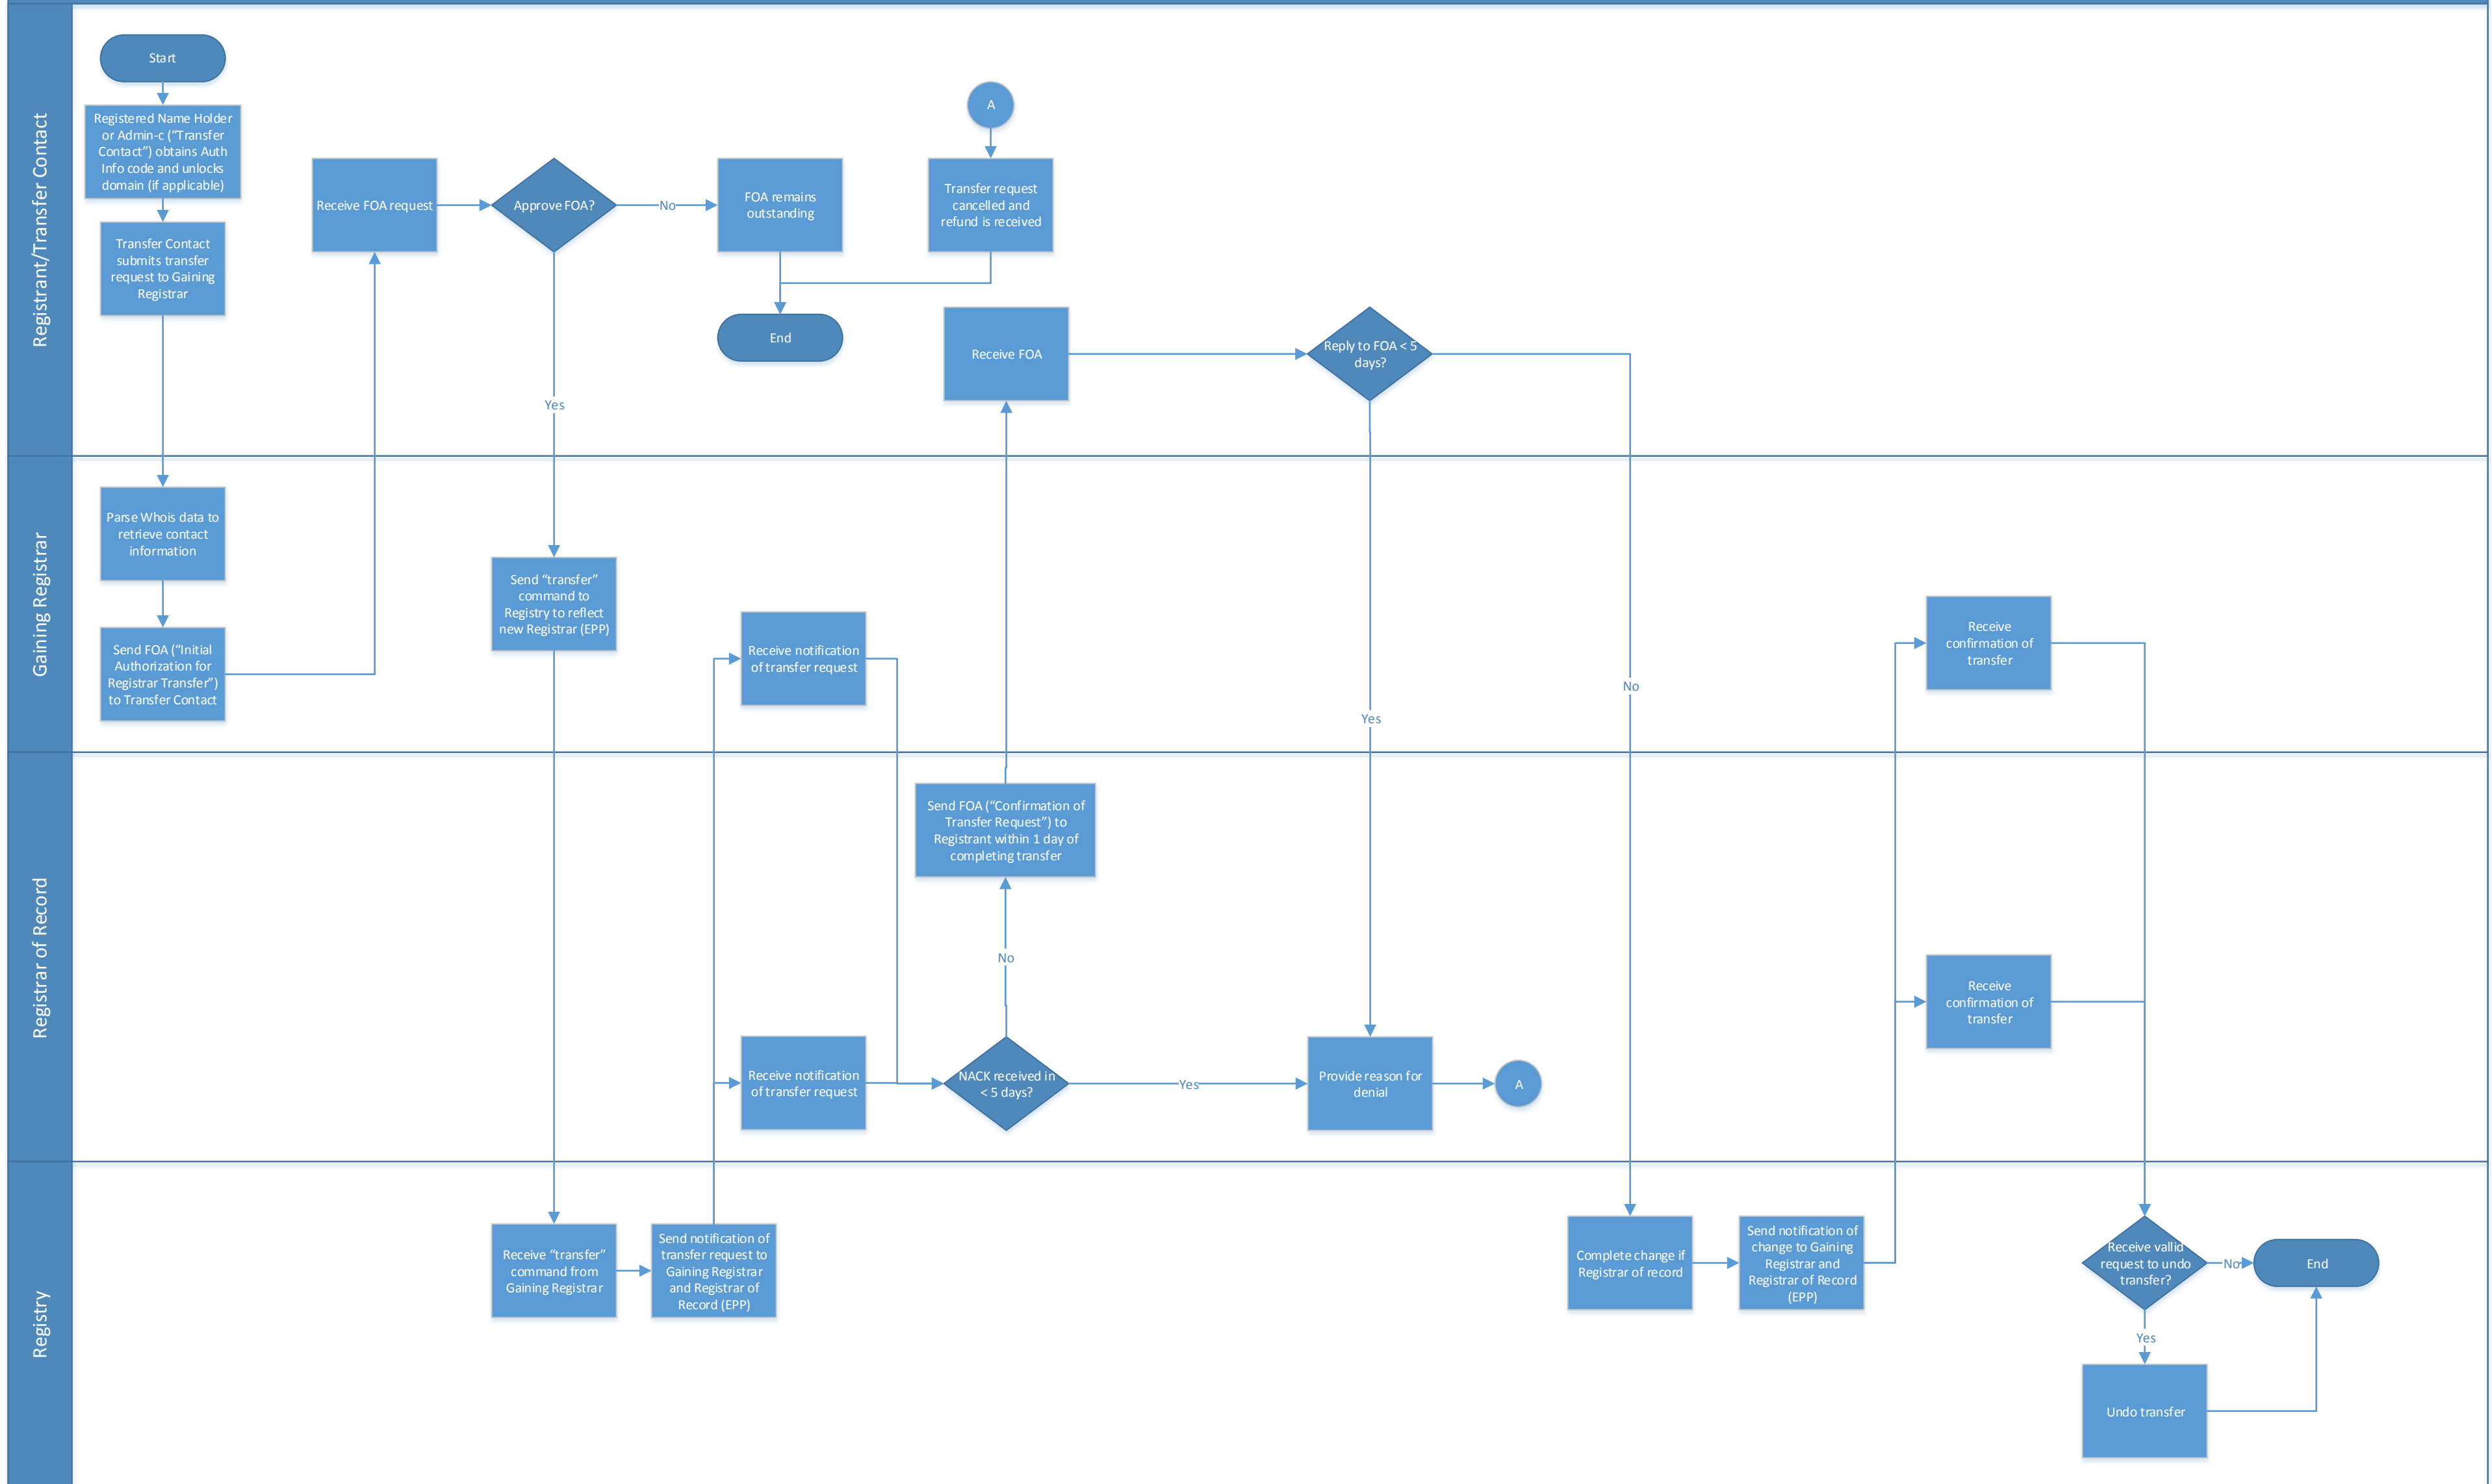 Registrant/Transfer Contact
Start
Registered Name Holder
or Admin-c (“Transfer
Contact”) obtains Auth
Info code and unlocks
domain (if applicable)
Transfer Contact
submits transfer
request to Gaining
Registrar
Receive FOA request
Approve FOA?
No
FOA remains
outstanding
A
Transfer request
cancelled and
refund is received
End
Yes
Receive FOA
Reply to FOA < 5
days?
Gaining Registrar
Parse Whois data to
retrieve contact
information
Send FOA (“Initial
Authorization for
Registrar Transfer”)
to Transfer Contact
Send “transfer”
command to
Registry to reflect
new Registrar (EPP)
Receive notification
of transfer request
Yes
No
Receive
confirmation of
transfer
Registrar of Record
Send FOA (“Confirmation of
Transfer Request”) to
Registrant within 1 day of
completing transfer
No
Receive notification
of transfer request
NACK received in
< 5 days?
Yes
Provide reason for
denial
A
Receive
confirmation of
transfer
Registry
Receive “transfer”
command from
Gaining Registrar
Send notification of
transfer request to
Gaining Registrar
and Registrar of
Record (EPP)
Complete change if
Registrar of record
Send notification of
change to Gaining
Registrar and
Registrar of Record
(EPP)
Receive vallid
request to undo
transfer?
No
End
Yes
Undo transfer